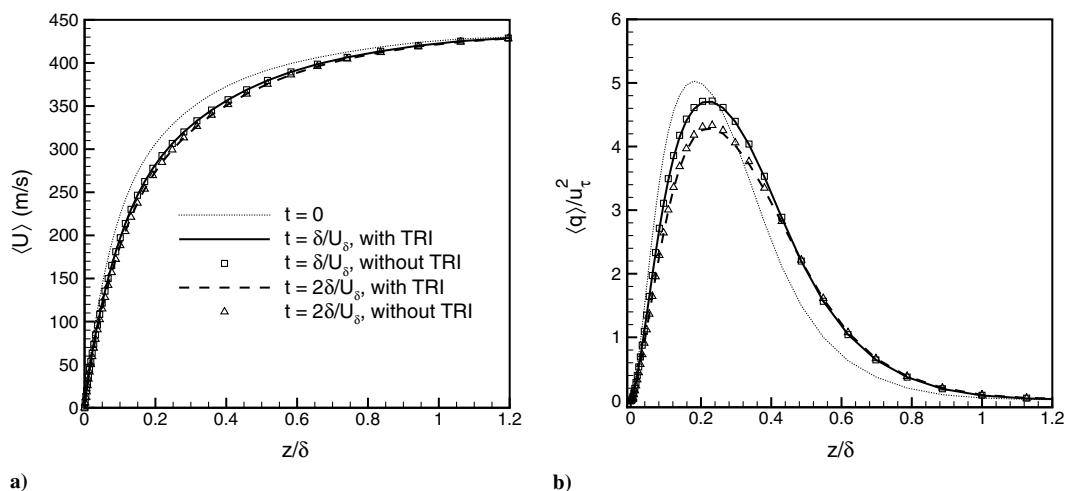 450
400
350
300
250
200
150
100
50
0
⟨U⟩ (m/s)
t = 0
t = δ/U_δ, with TRI
t = δ/U_δ, without TRI
t = 2δ/U_δ, with TRI
t = 2δ/U_δ, without TRI
0 0.2 0.4 0.6 0.8 1 1.2
z/δ
a)
6
5
4
3
2
1
0
⟨q⟩/u_τ^2
0 0.2 0.4 0.6 0.8 1 1.2
z/δ
b)